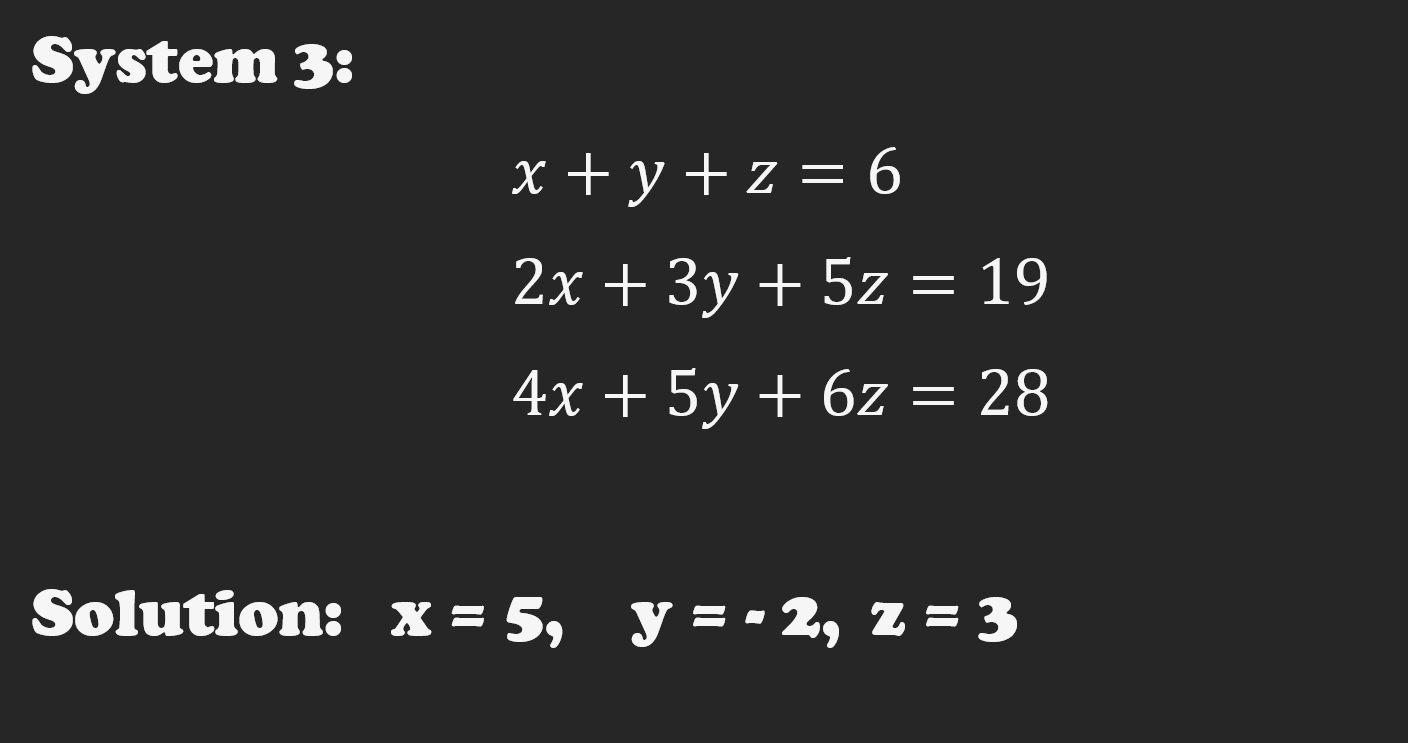 System 3:
x + y + z = 6
2x + 3y + 5z = 19
4x + 5y + 6z = 28
Solution: x = 5, y = - 2, z = 3